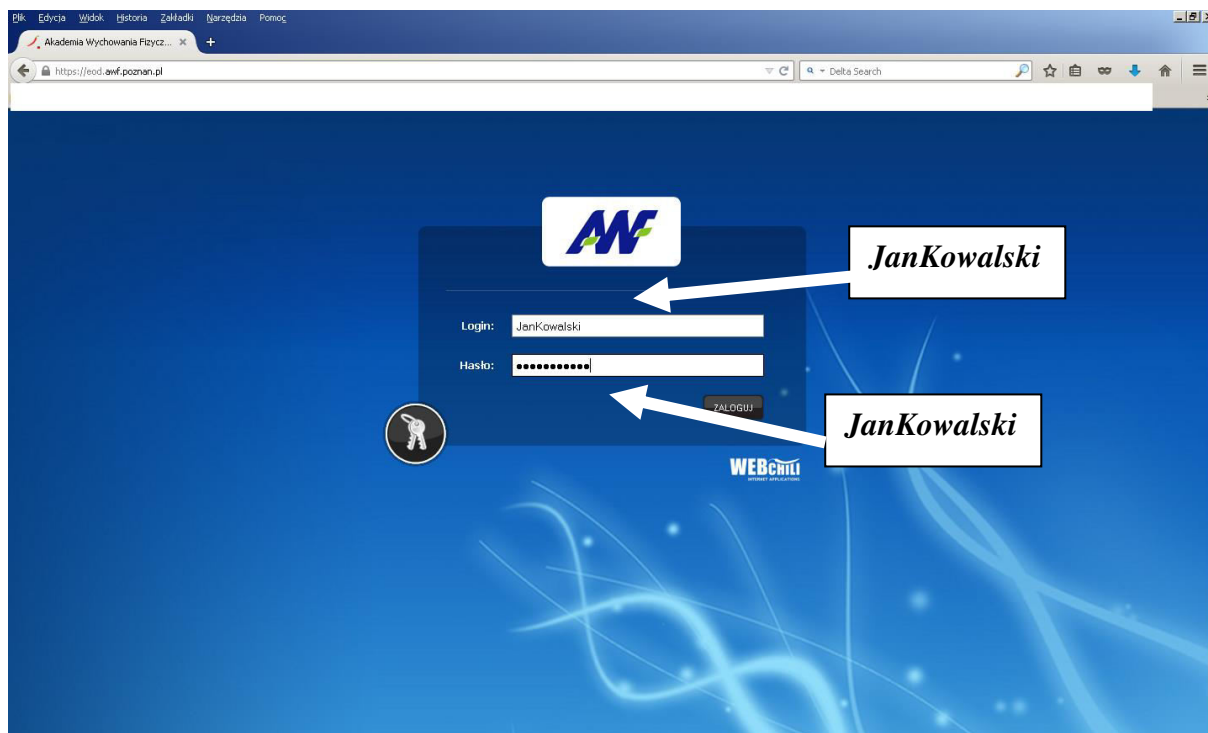 Plik Edycja Widok Historia Zakładki Narzędzia Pomoc
Akademia Wychowania Fizycz...
https://eod.awf.poznan.pl
Delta Search
AWF
JanKowalski
Login: JanKowalski
Hasło:
ZALOGUJ
JanKowalski
WEBCHILI
INTERNET APPLICATIONS